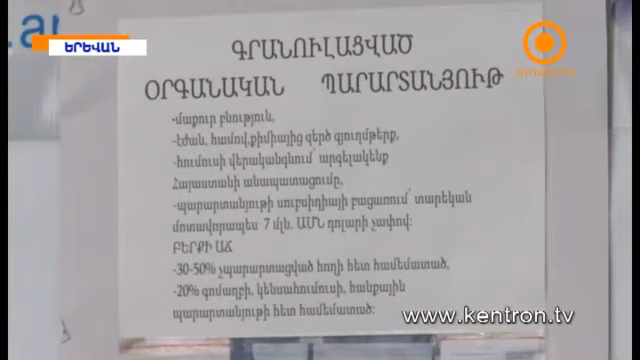 ԵՐԵՎԱՆ
ԳՐԱՆՈՒԼԱՑՎԱԾ
ՕՐԳԱՆԱԿԱՆ ՊԱՐԱՐՏԱՆՅՈՒԹ
-մաքուր բնություն,
-էժան, համով,քիմիայից զերծ գյուղմթերք,
-հումուսի վերականգնում՝ արգելակենք
Հայաստանի անապատացումը,
-պարարտանյութի սուբսիդիայի բացառում՝ տարեկան
մոտավորապես 7 մլն. ԱՄՆ դոլարի չափով:
ԲԵՐՔԻ ԱՃ
-30-50% չպարարտացված հողի հետ համեմատած,
-20% գոմաղբի, կենսահումուսի, հանքային
պարարտանյութի հետ համեմատած:
www.kentron.tv